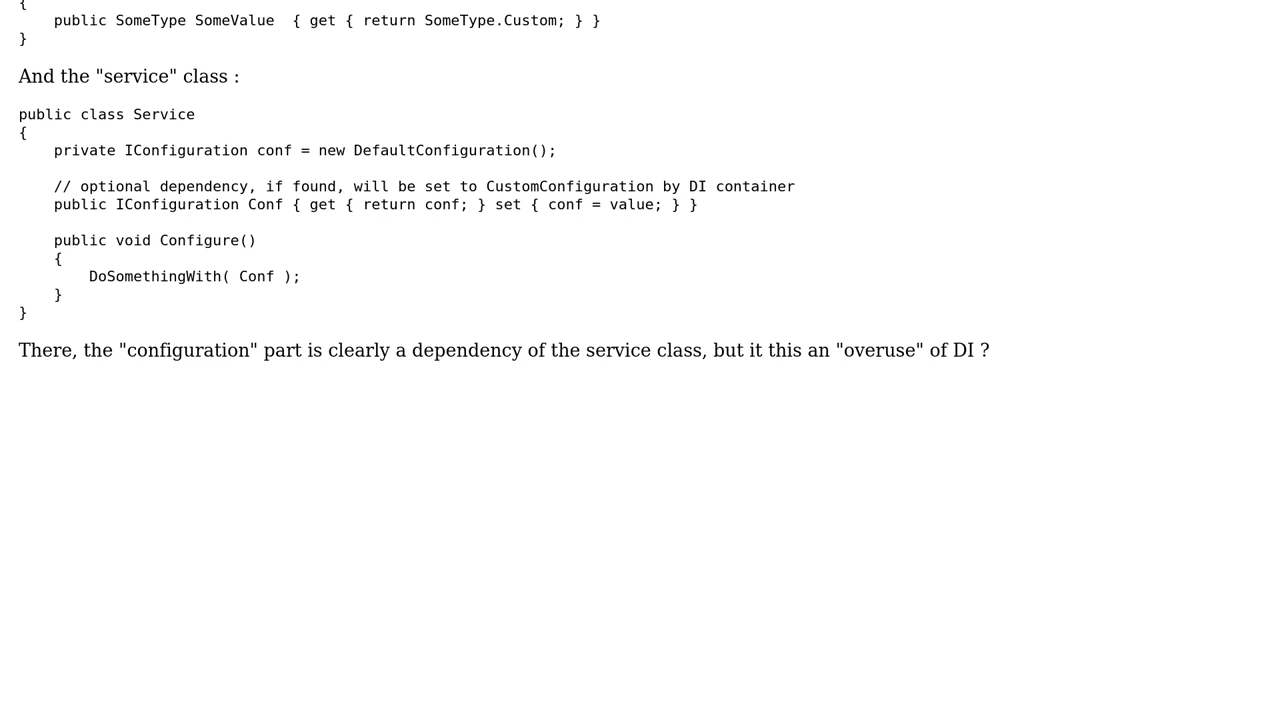 {
    public SomeType SomeValue  { get { return SomeType.Custom; } }
}
And the "service" class :
public class Service
{
    private IConfiguration conf = new DefaultConfiguration();
    // optional dependency, if found, will be set to CustomConfiguration by DI container
    public IConfiguration Conf { get { return conf; } set { conf = value; } }
    public void Configure()
    {
        DoSomethingWith( Conf );
    }
}
There, the "configuration" part is clearly a dependency of the service class, but it this an "overuse" of DI ?